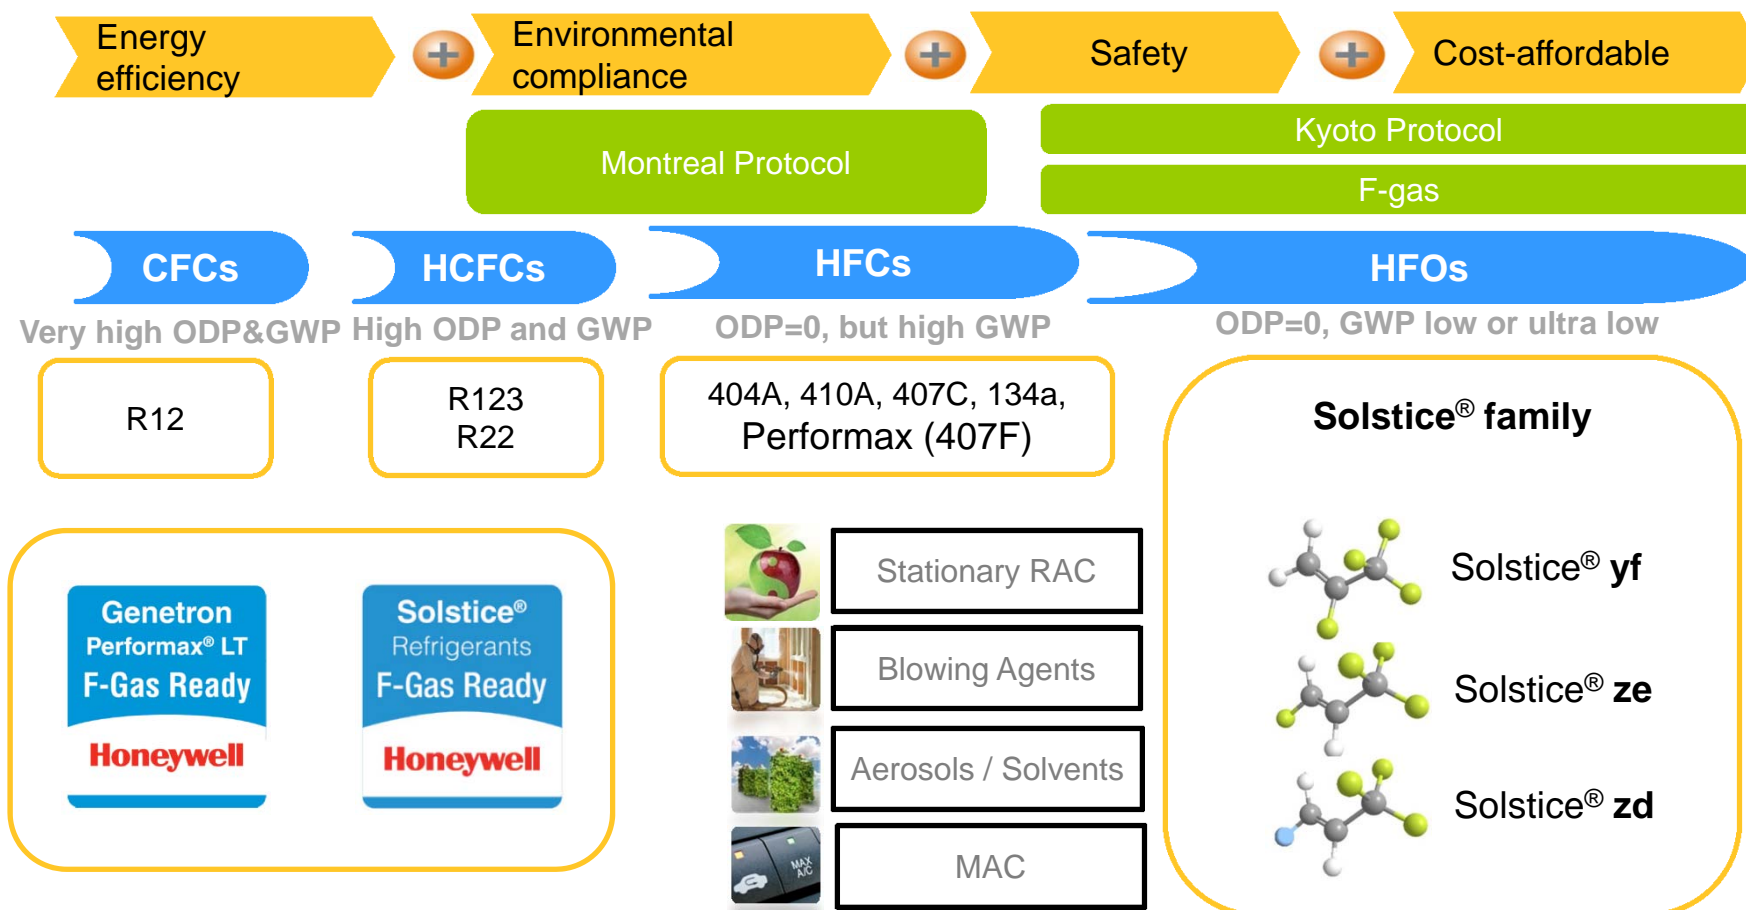 Energy
efficiency
Environmental
compliance
Safety
Cost-affordable
Montreal Protocol
Kyoto Protocol
F-gas
CFCs
HCFCs
HFCs
HFOs
Very high ODP&GWP
High ODP and GWP
ODP=0, but high GWP
ODP=0, GWP low or ultra low
R12
R123
R22
404A, 410A, 407C, 134a,
Performax (407F)
Solstice® family
Genetron
Performax® LT
F-Gas Ready
Honeywell
Solstice®
Refrigerants
F-Gas Ready
Honeywell
Stationary RAC
Blowing Agents
Aerosols / Solvents
MAX
A/C
MAC
Solstice® yf
Solstice® ze
Solstice® zd